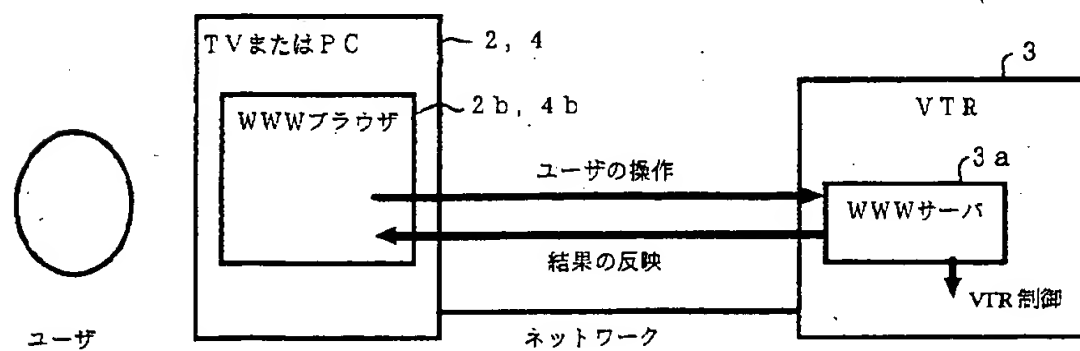 TVまたはPC
2, 4
WWWブラウザ
2b, 4b
ユーザの操作
結果の反映
3
VTR
3a
WWWサーバ
VTR制御
ユーザ
ネットワーク